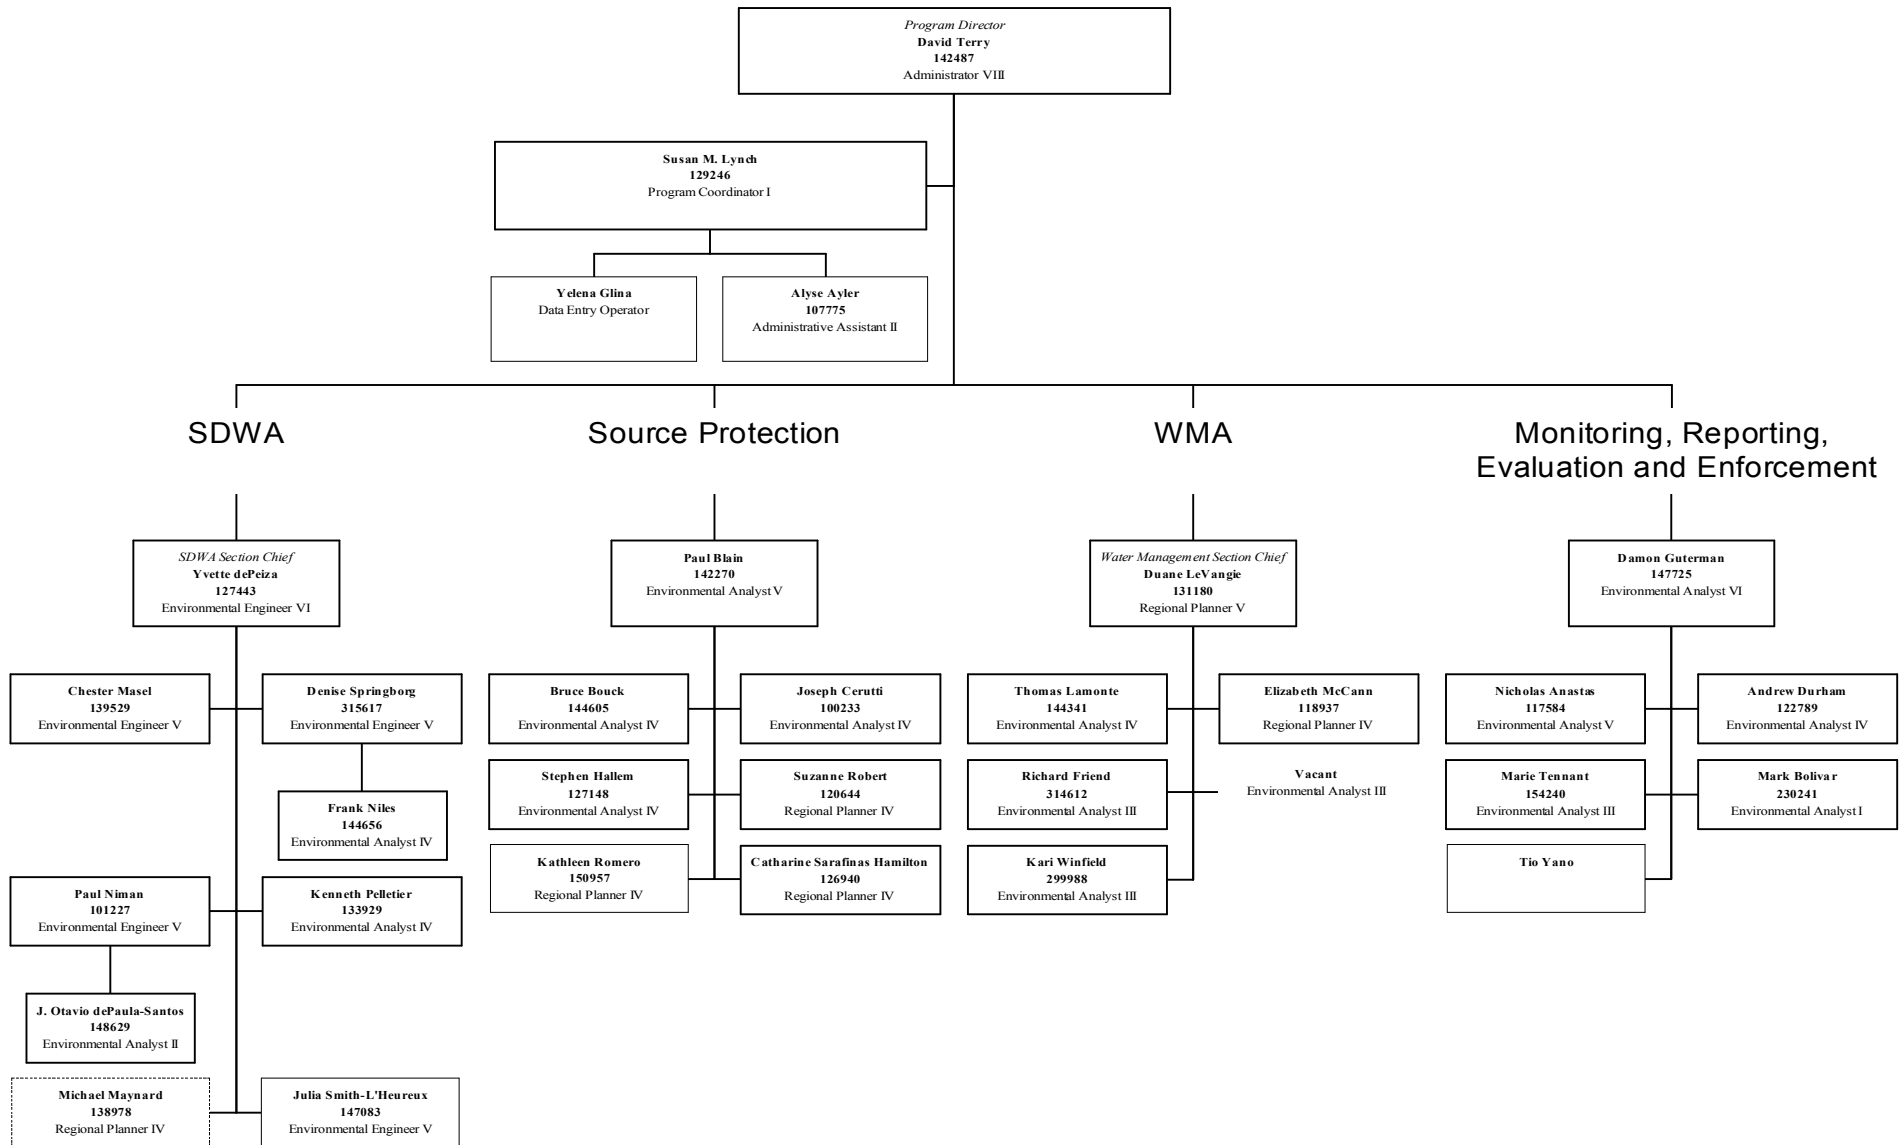 Program Director
David Terry
142487
Administrator VIII
Susan M. Lynch
129246
Program Coordinator I
Yelena Glina
Data Entry Operator
Alyse Ayler
107775
Administrative Assistant II
SDWA
Source Protection
WMA
Monitoring, Reporting,
Evaluation and Enforcement
SDWA Section Chief
Yvette dePeiza
127443
Environmental Engineer VI
Paul Blain
142270
Environmental Analyst V
Water Management Section Chief
Duane LeVangie
131180
Regional Planner V
Damon Guterman
147725
Environmental Analyst VI
Chester Masel
139529
Environmental Engineer V
Denise Springborg
315617
Environmental Engineer V
Frank Niles
144656
Environmental Analyst IV
Paul Niman
101227
Environmental Engineer V
Kenneth Pelletier
133929
Environmental Analyst IV
J. Otavio dePaula-Santos
148629
Environmental Analyst II
Michael Maynard
138978
Regional Planner IV
Julia Smith-L'Heureux
147083
Environmental Engineer V
Bruce Bouck
144605
Environmental Analyst IV
Joseph Cerutti
100233
Environmental Analyst IV
Stephen Hallem
127148
Environmental Analyst IV
Suzanne Robert
120644
Regional Planner IV
Kathleen Romero
150957
Regional Planner IV
Catharine Sarafinas Hamilton
126940
Regional Planner IV
Thomas Lamonte
144341
Environmental Analyst IV
Elizabeth McCann
118937
Regional Planner IV
Richard Friend
314612
Environmental Analyst III
Vacant
Environmental Analyst III
Kari Winfield
299988
Environmental Analyst III
Nicholas Anastas
117584
Environmental Analyst V
Andrew Durham
122789
Environmental Analyst IV
Marie Tennant
154240
Environmental Analyst III
Mark Bolivar
230241
Environmental Analyst I
Tio Yano